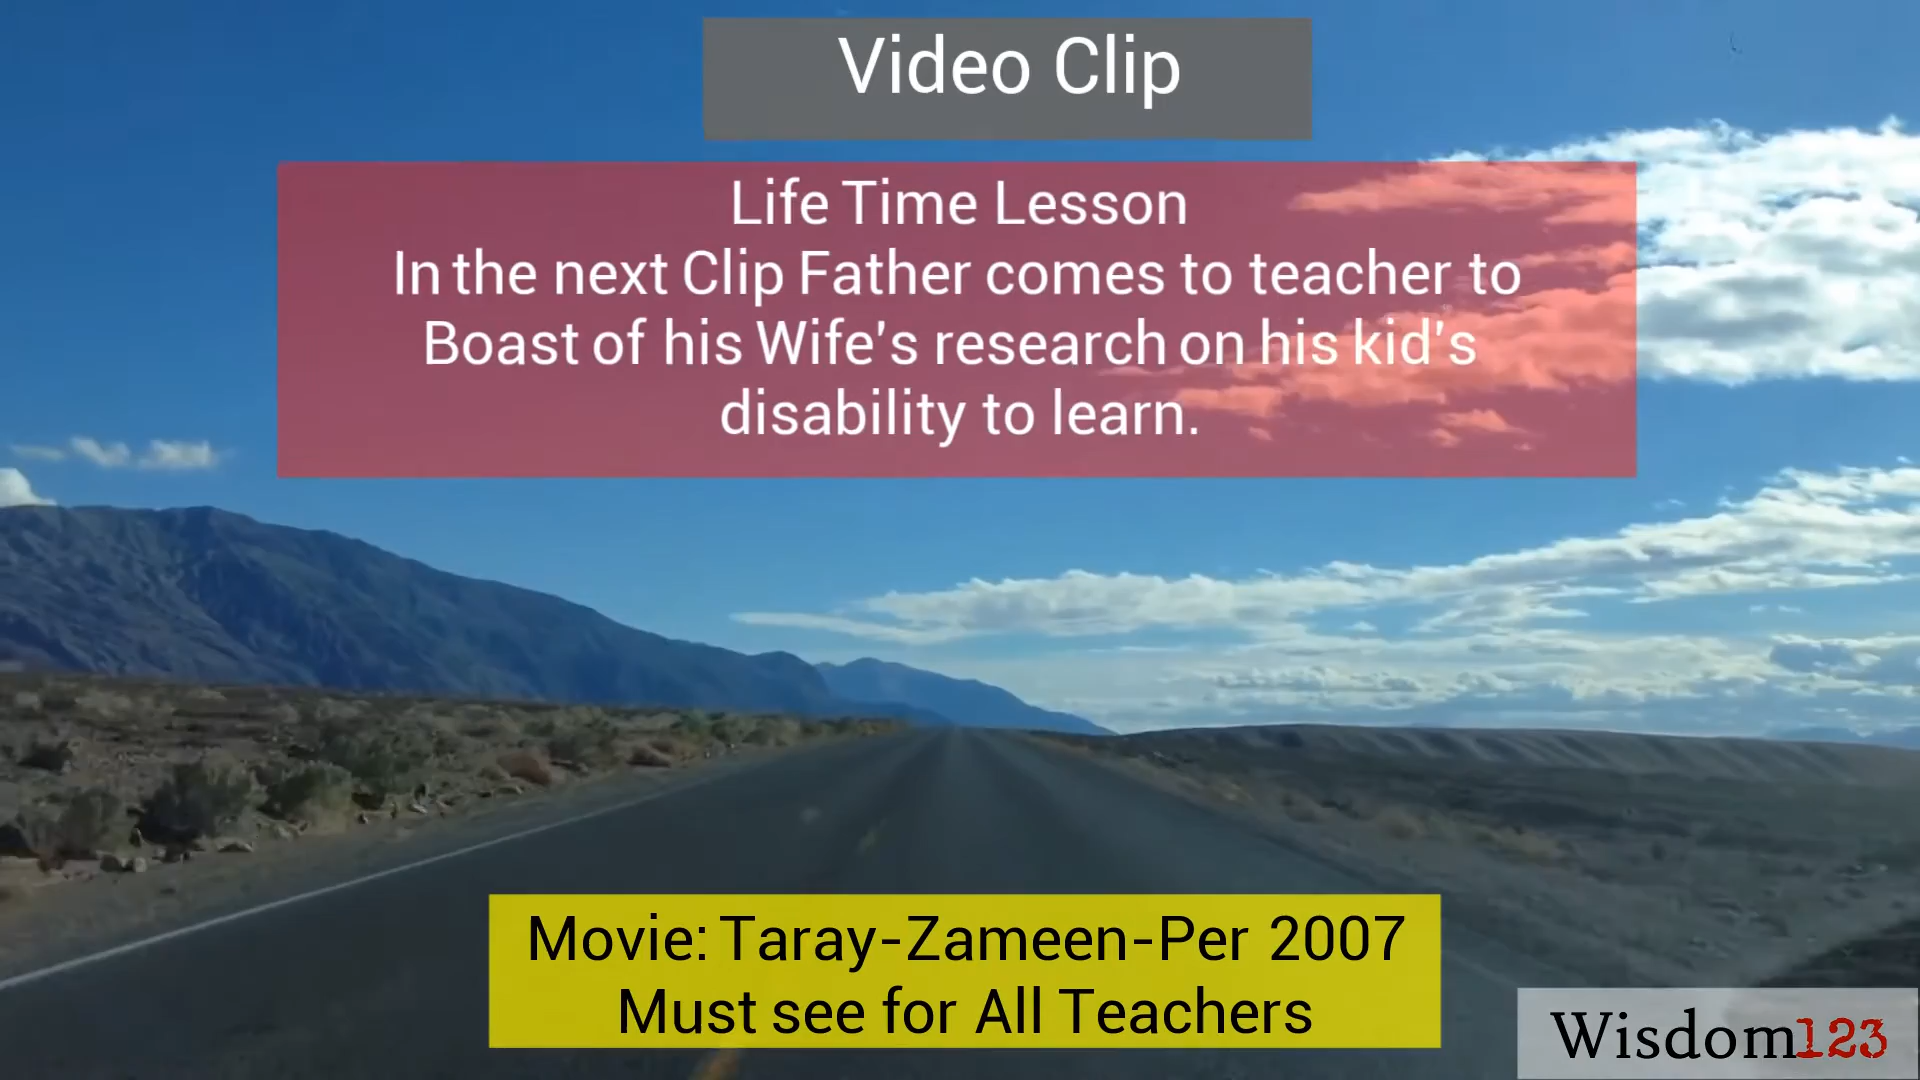 Video Clip
Life Time Lesson
In the next Clip Father comes to teacher to
Boast of his Wife's research on his kid's
disability to learn.
Movie: Taray-Zameen-Per 2007
Must see for All Teachers
Wisdom123